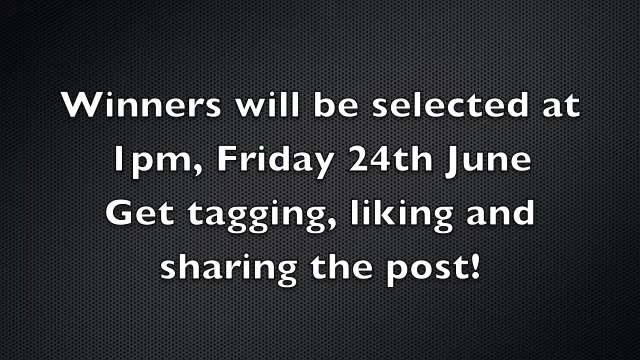 Winners will be selected at
1pm, Friday 24th June
Get tagging, liking and
sharing the post!